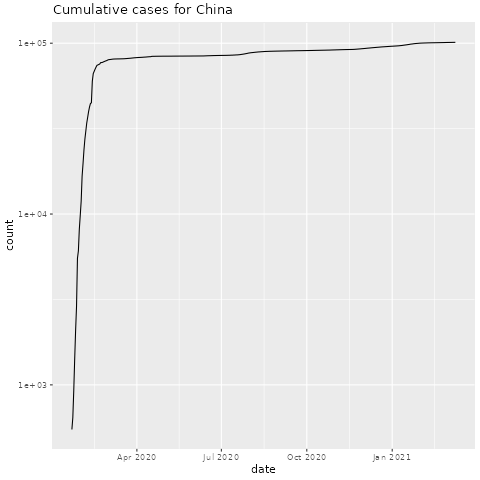 Cumulative cases for China
1e+05
1e+04
1e+03
count
Apr 2020
Jul 2020
Oct 2020
Jan 2021
date